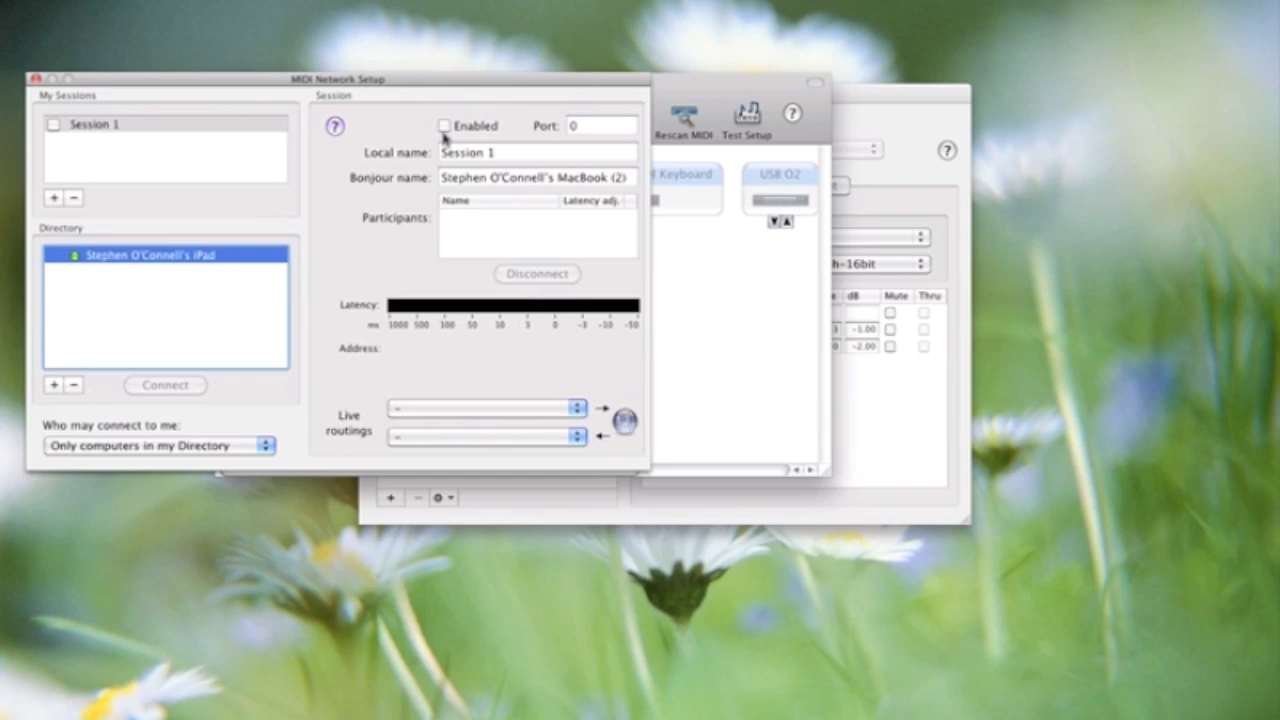 MIDI Network Setup
My Sessions
Session 1
Session
Enabled
Port: 0
Local name: Session 1
Bonjour name: Stephen O'Connell's MacBook (2)
Participants:
Name
Latency adj.
Disconnect
Directory
Stephen O'Connell's iPad
Connect
Who may connect to me:
Only computers in my Directory
Latency:
ms 1000 500 100 50 10 3 0 -1 -10 -50
Address:
Live
routings
Rescan MIDI
Test Setup
Keyboard
USB O2
-16bit
dB
Mute
Thru
-1.00
-2.00